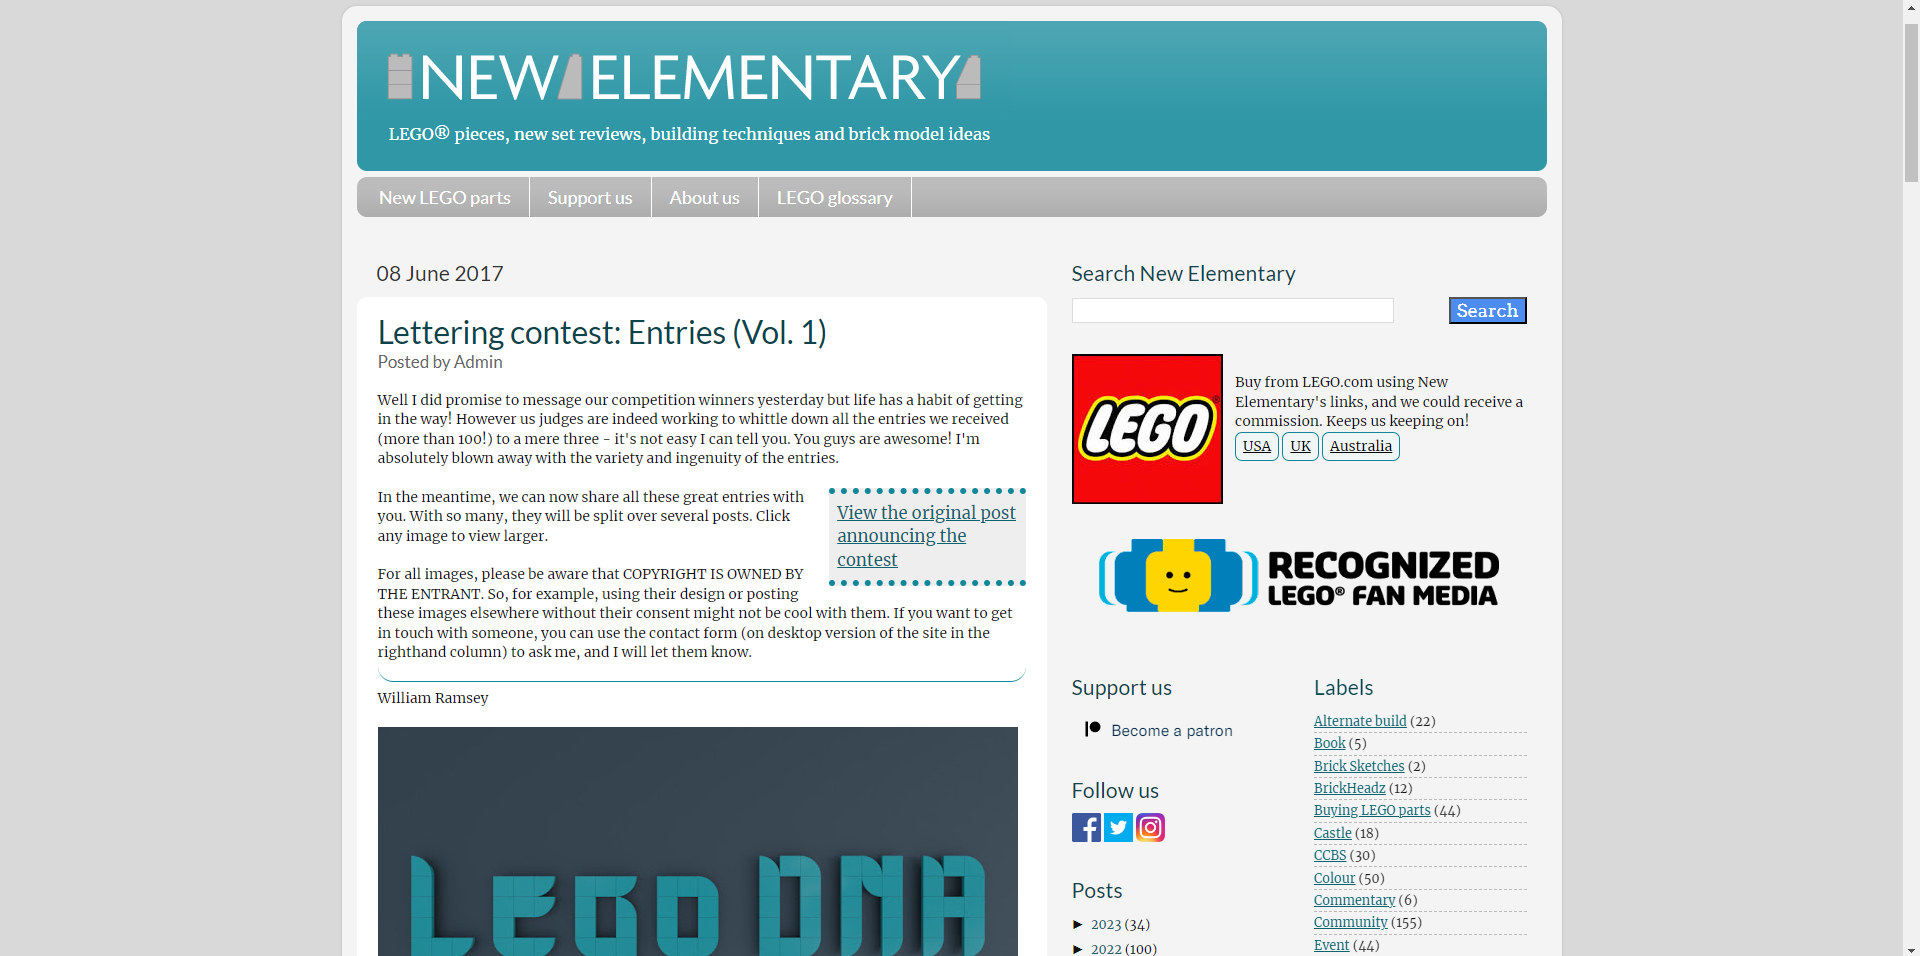 NEW ELEMENTARY
LEGO® pieces, new set reviews, building techniques and brick model ideas
New LEGO parts
Support us
About us
LEGO glossary
08 June 2017
Lettering contest: Entries (Vol. 1)
Posted by Admin
Well I did promise to message our competition winners yesterday but life has a habit of getting
in the way! However us judges are indeed working to whittle down all the entries we received
(more than 100!) to a mere three - it's not easy I can tell you. You guys are awesome! I'm
absolutely blown away with the variety and ingenuity of the entries.
In the meantime, we can now share all these great entries with
you. With so many, they will be split over several posts. Click
any image to view larger.
View the original post
announcing the
contest
For all images, please be aware that COPYRIGHT IS OWNED BY
THE ENTRANT. So, for example, using their design or posting
these images elsewhere without their consent might not be cool with them. If you want to get
in touch with someone, you can use the contact form (on desktop version of the site in the
righthand column) to ask me, and I will let them know.
William Ramsey
LEGO DNA
Search New Elementary
Search
LEGO
Buy from LEGO.com using New
Elementary's links, and we could receive a
commission. Keeps us keeping on!
USA UK Australia
RECOGNIZED
LEGO® FAN MEDIA
Support us
Become a patron
Follow us
Posts
► 2023 (34)
► 2022 (100)
Labels
Alternate build (22)
Book (5)
Brick Sketches (2)
BrickHeadz (12)
Buying LEGO parts (44)
Castle (18)
CCBS (30)
Colour (50)
Commentary (6)
Community (155)
Event (44)